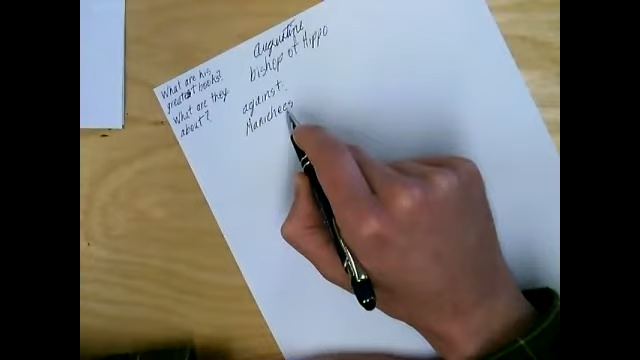 Augustine
bishop of Hippo
What are his
greatest books?
What are they
about?
against:
Manichees